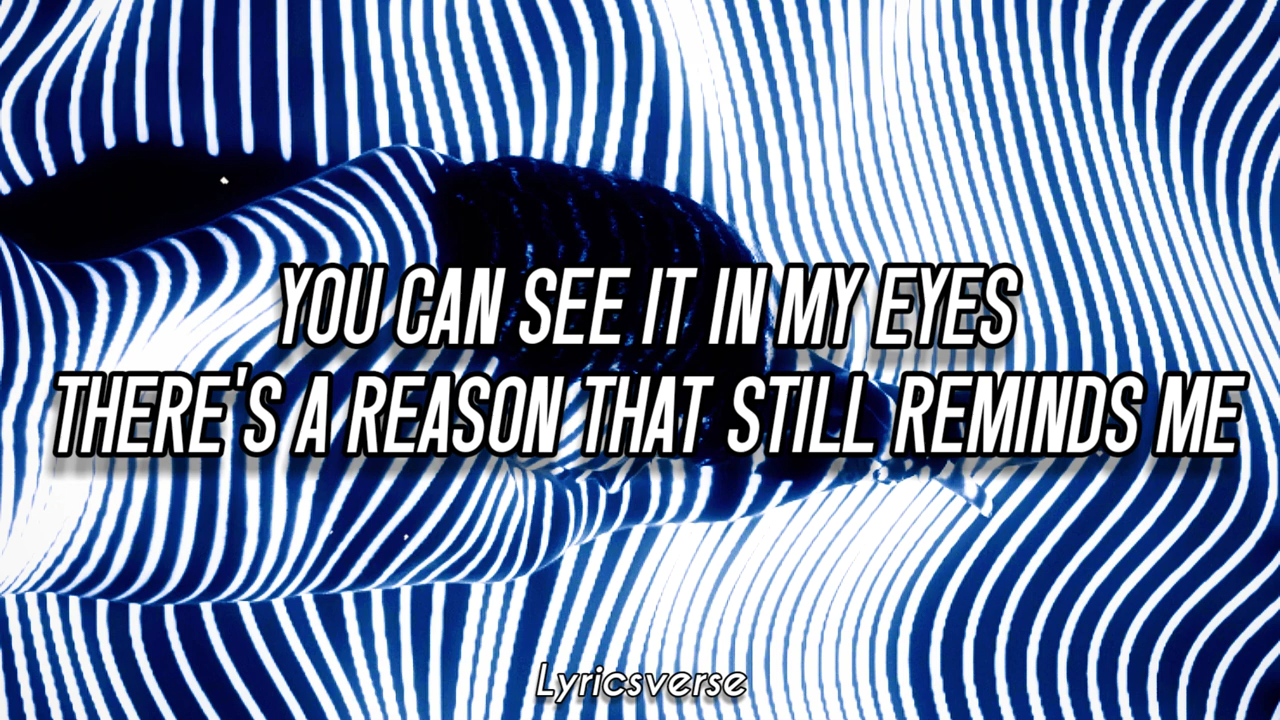 YOU CAN SEE IT IN MY EYES
THERE'S A REASON THAT STILL REMINDS ME
Lyricsverse